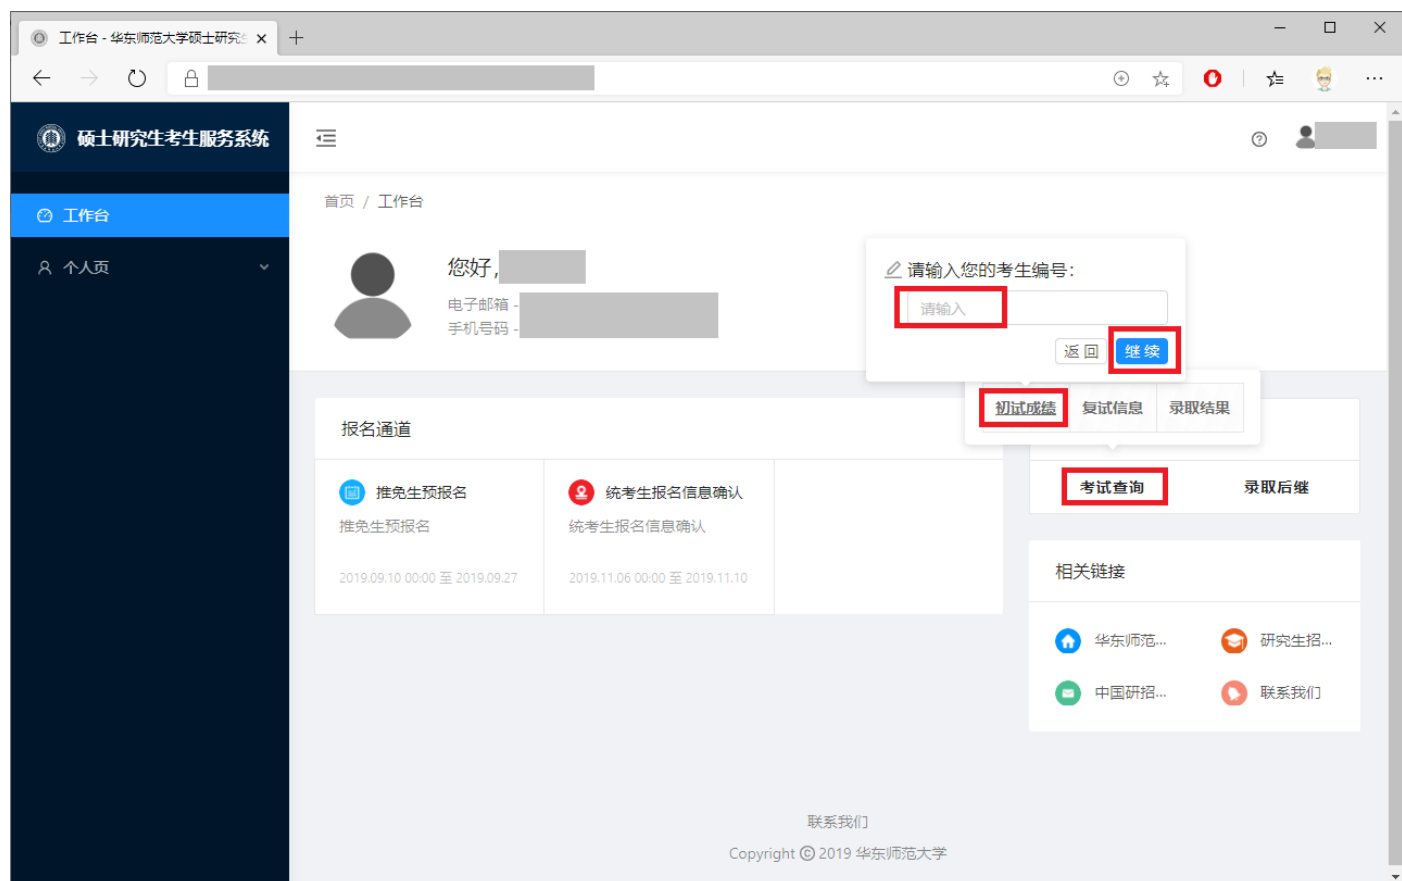 工作台 - 华东师范大学硕士研究生
硕士研究生考生服务系统
工作台
个人页
首页 / 工作台
您好,
电子邮箱 -
手机号码 -
请输入您的考生编号：
请输入
返 回
继 续
初试成绩
复试信息
录取结果
考试查询
录取后继
报名通道
推免生预报名
推免生预报名
2019.09.10 00:00 至 2019.09.27
统考生报名信息确认
统考生报名信息确认
2019.11.06 00:00 至 2019.11.10
相关链接
华东师范...
研究生招...
中国研招...
联系我们
联系我们
Copyright © 2019 华东师范大学